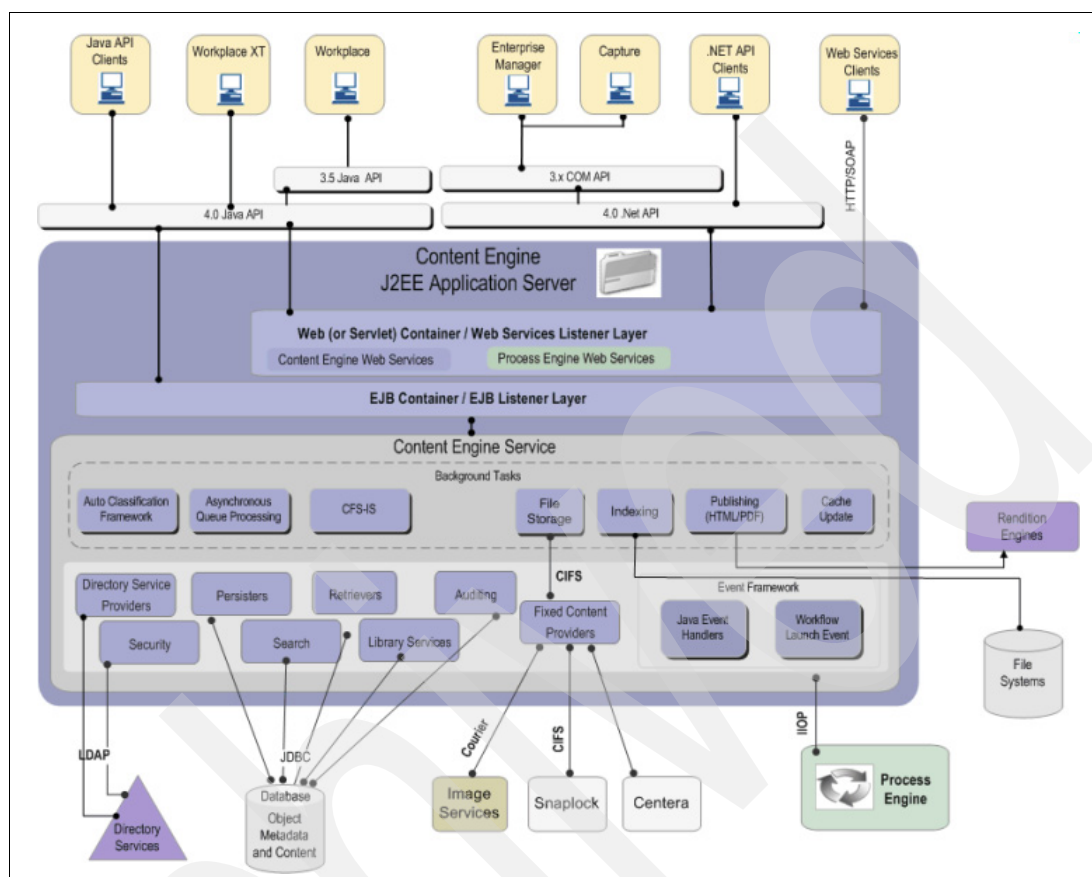 Java API
Clients
Workplace XT
Workplace
Enterprise
Manager
Capture
.NET API
Clients
Web Services
Clients
HTTP/SOAP
3.5 Java API
3.x COM API
4.0 Java API
4.0 .Net API
Content Engine
J2EE Application Server
Web (or Servlet) Container / Web Services Listener Layer
Content Engine Web Services
Process Engine Web Services
EJB Container / EJB Listener Layer
Content Engine Service
Background Tasks
Auto Classification
Framework
Asynchronous
Queue Processing
CFS-IS
File
Storage
Indexing
Publishing
(HTML/PDF)
Cache
Update
Rendition
Engines
CIFS
Event Framework
Directory Service
Providers
Persisters
Retrievers
Auditing
Fixed Content
Providers
Java Event
Handlers
Workflow
Launch Event
Security
Search
Library Services
File
Systems
LDAP
JDBC
Courier
CIFS
IIOP
Directory
Services
Database
Object
Metadata
and Content
Image
Services
Snaplock
Centera
Process
Engine